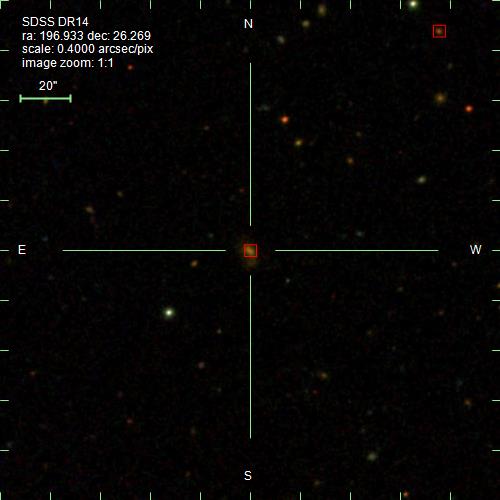 SDSS DR14
ra: 196.933 dec: 26.269
scale: 0.4000 arcsec/pix
image zoom: 1:1
20"
N
E
W
S